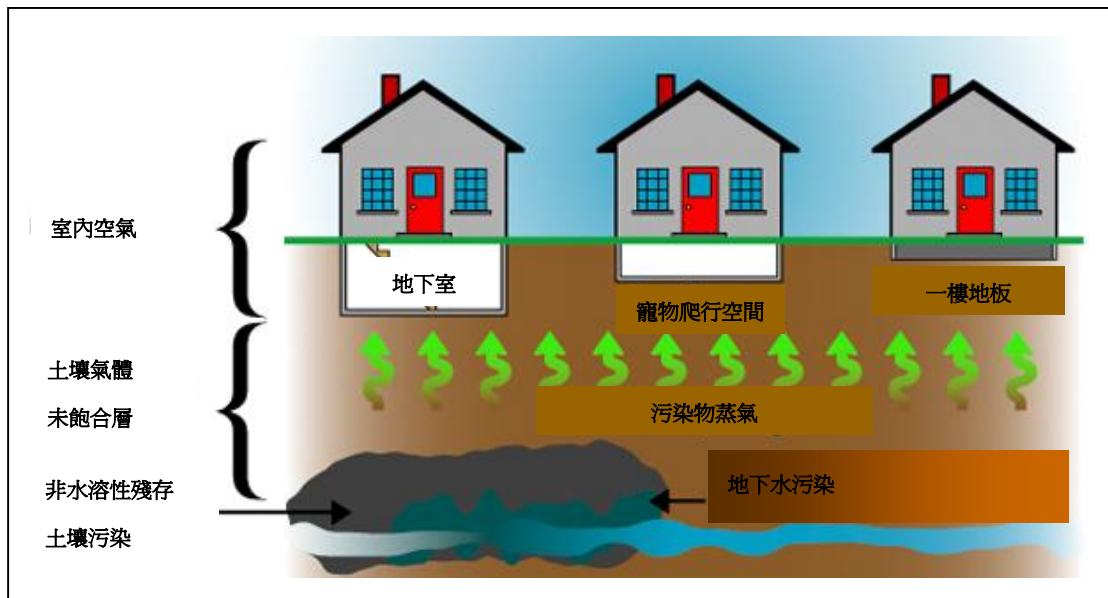 室內空氣
地下室
寵物爬行空間
一樓地板
土壤氣體
未飽合層
污染物蒸氣
非水溶性殘存
土壤污染
地下水污染